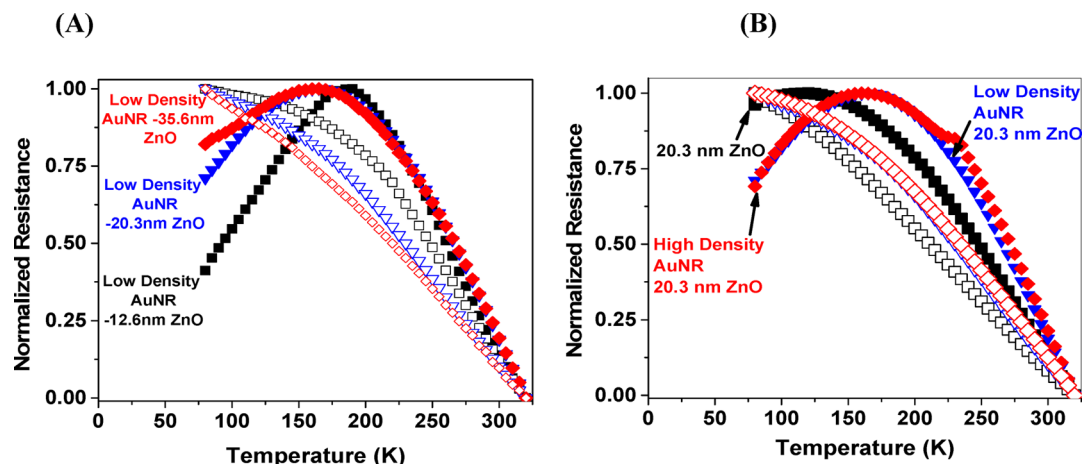 (A)
Normalized Resistance
1.00
0.75
0.50
0.25
0.00
Low Density
AuNR -35.6nm
ZnO
Low Density
AuNR
-20.3nm ZnO
Low Density
AuNR
-12.6nm ZnO
0 50 100 150 200 250 300
Temperature (K)
(B)
Normalized Resistance
1.00
0.75
0.50
0.25
0.00
20.3 nm ZnO
Low Density
AuNR
20.3 nm ZnO
High Density
AuNR
20.3 nm ZnO
0 50 100 150 200 250 300
Temperature (K)